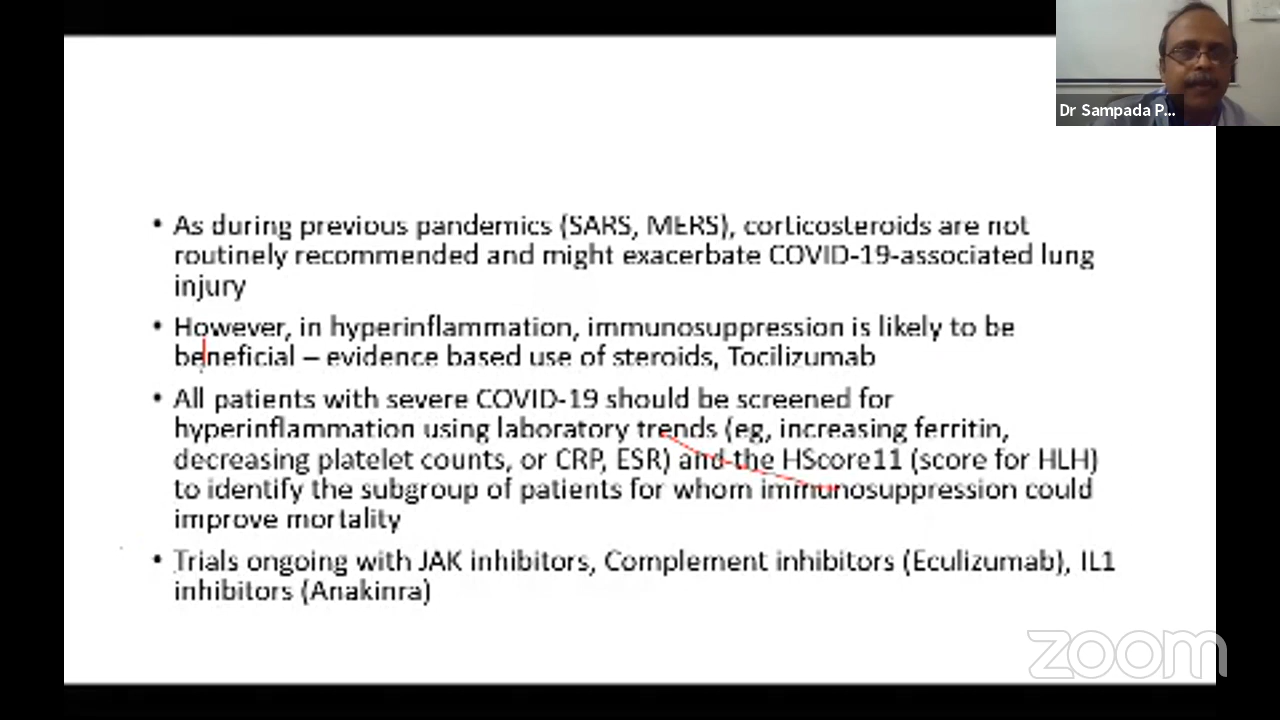 Dr Sampada P...
• As during previous pandemics (SARS, MERS), corticosteroids are not
routinely recommended and might exacerbate COVID-19-associated lung
injury
• However, in hyperinflammation, immunosuppression is likely to be
beneficial – evidence based use of steroids, Tocilizumab
• All patients with severe COVID-19 should be screened for
hyperinflammation using laboratory trends (eg, increasing ferritin,
decreasing platelet counts, or CRP, ESR) and the HScore11 (score for HLH)
to identify the subgroup of patients for whom immunosuppression could
improve mortality
• Trials ongoing with JAK inhibitors, Complement inhibitors (Eculizumab), IL1
inhibitors (Anakinra)
zoom